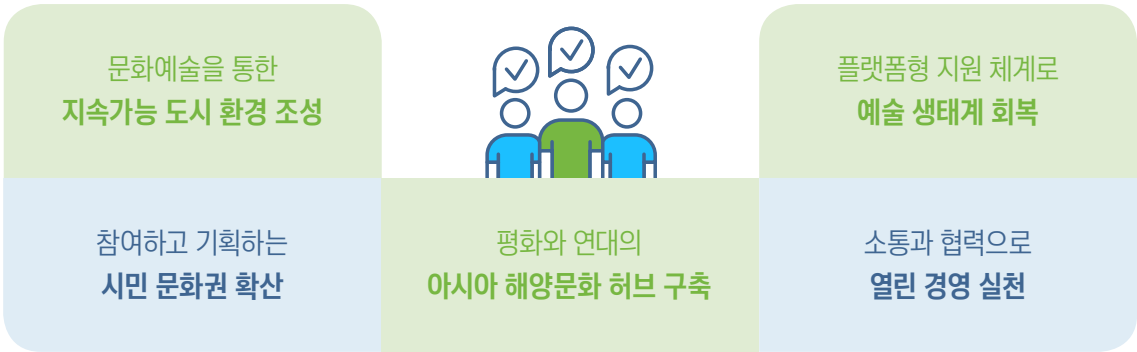 문화예술을 통한
지속가능 도시 환경 조성
플랫폼형 지원 체계로
예술 생태계 회복
참여하고 기획하는
시민 문화권 확산
평화와 연대의
아시아 해양문화 허브 구축
소통과 협력으로
열린 경영 실천